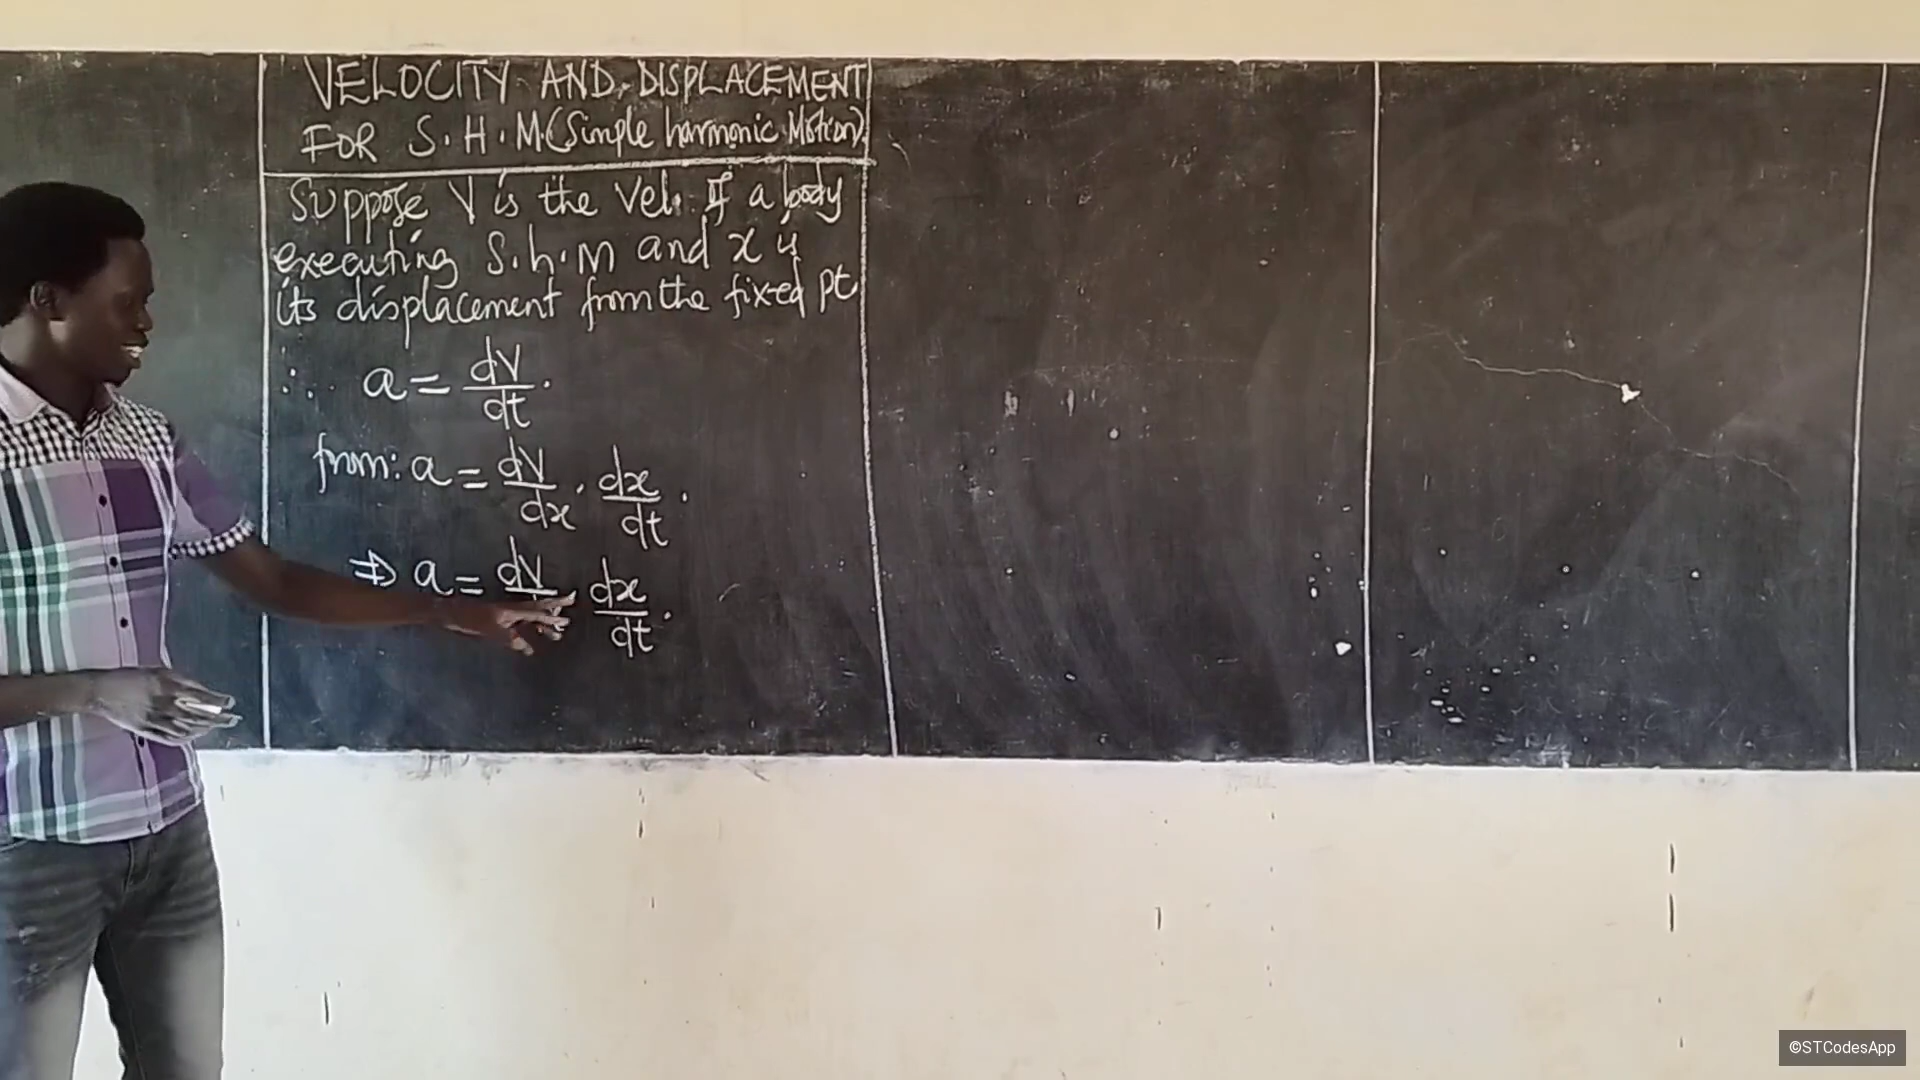 VELOCITY AND DISPLACEMENT
FOR S.H.M.(Simple harmonic Motion).
Suppose V is the Vel. If a body
executing S.h.M and x is
its displacement from the fixed pt
∴ a = dV/dt.
from: a = dV/dx . dx/dt.
⇒ a = dV/ . dx/dt.
©STCodesApp